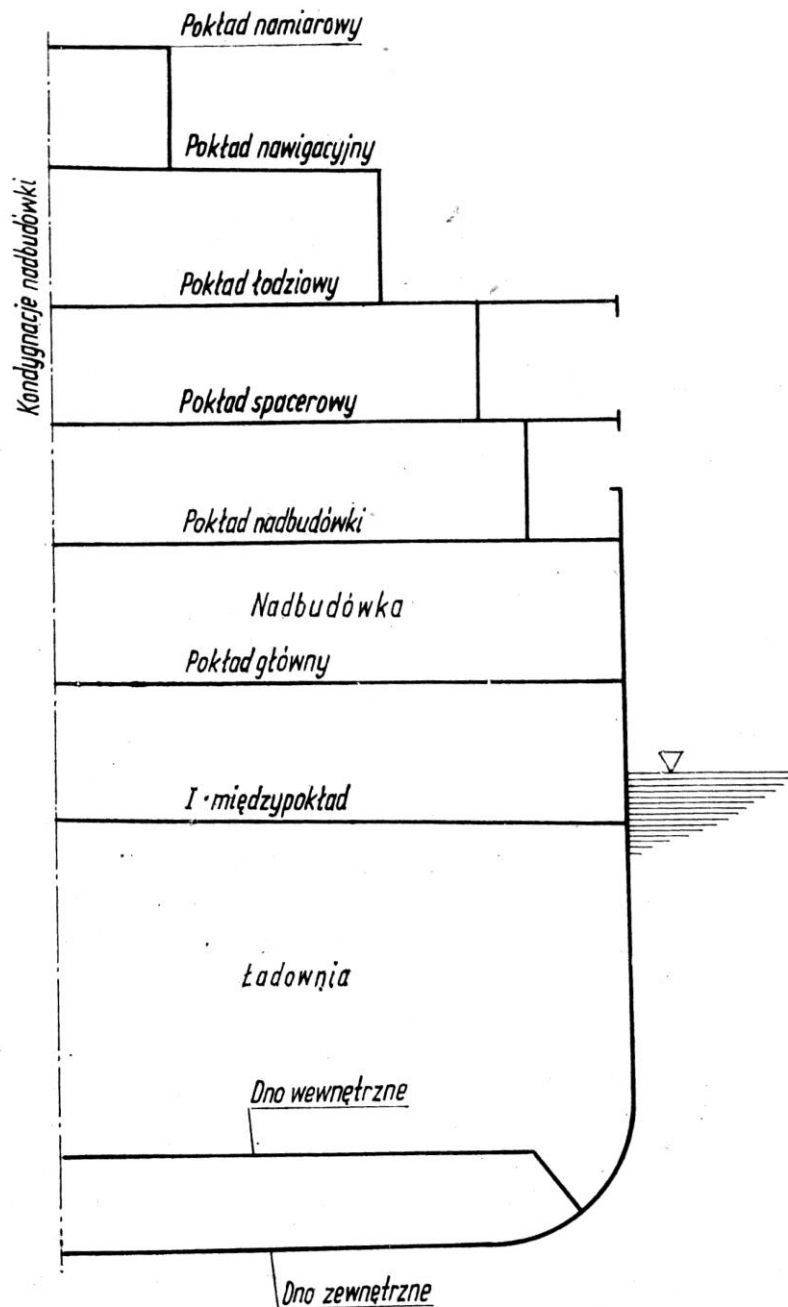 Pokład namiarowy
Pokład nawigacyjny
Kondygnacje nadbudówki
Pokład łodziowy
Pokład spacerowy
Pokład nadbudówki
Nadbudówka
Pokład główny
I · międzypokład
Ładownia
Dno wewnętrzne
Dno zewnętrzne